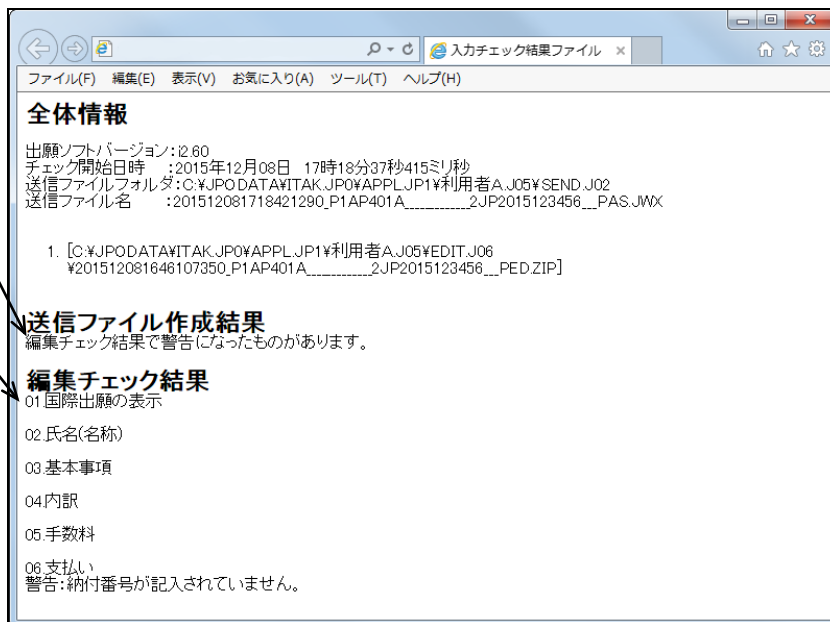 入力チェック結果ファイル
ファイル(F) 編集(E) 表示(V) お気に入り(A) ツール(T) ヘルプ(H)
全体情報
出願ソフトバージョン:i2.60
チェック開始日時 :2015年12月08日 17時18分37秒415ミリ秒
送信ファイルフォルダ:C:¥JPODATA¥ITAK.JP0¥APPL.JP1¥利用者A.J05¥SEND.J02
送信ファイル名 :201512081718421290_P1AP401A____________2JP2015123456___PAS.JWX
1. [C:¥JPODATA¥ITAK.JP0¥APPL.JP1¥利用者A.J05¥EDIT.J06
¥201512081646107350_P1AP401A____________2JP2015123456___PED.ZIP]
送信ファイル作成結果
編集チェック結果で警告になったものがあります。
編集チェック結果
01.国際出願の表示
02.氏名(名称)
03.基本事項
04.内訳
05.手数料
06.支払い
警告:納付番号が記入されていません。